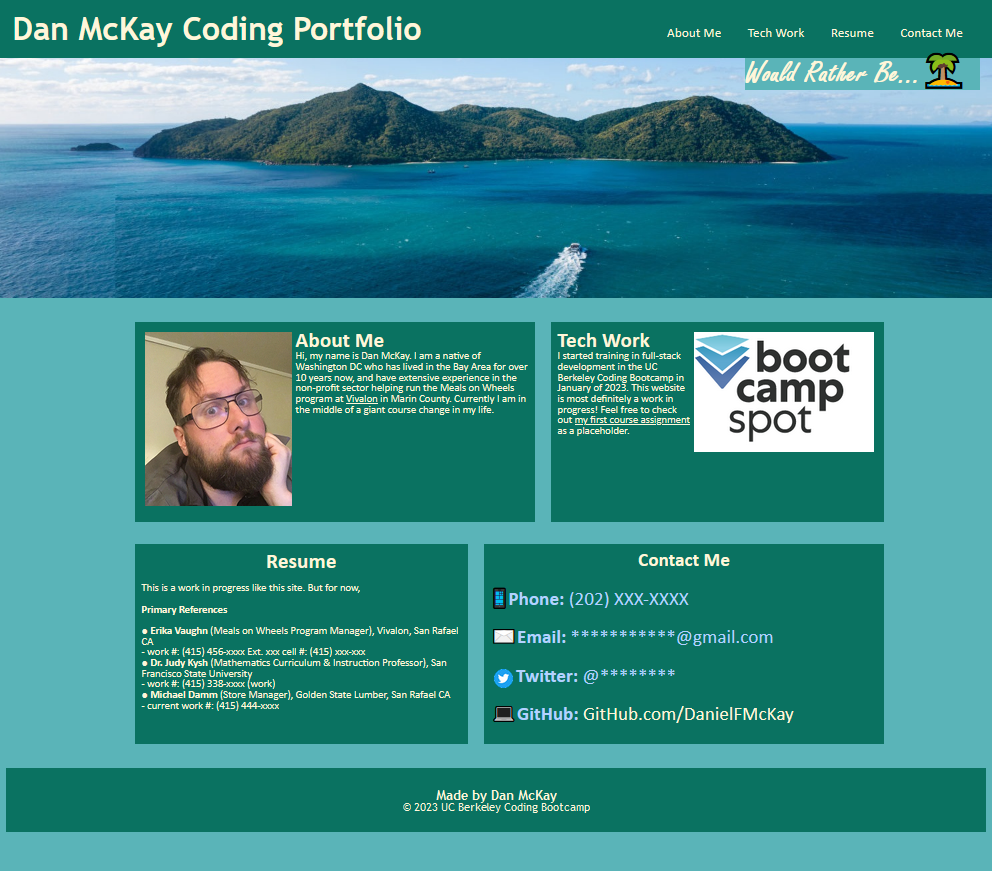 Dan McKay Coding Portfolio
About Me Tech Work Resume Contact Me
Would Rather Be...
About Me
Hi, my name is Dan McKay. I am a native of
Washington DC who has lived in the Bay Area for over
10 years now, and have extensive experience in the
non-profit sector helping run the Meals on Wheels
program at Vivalon in Marin County. Currently I am in
the middle of a giant course change in my life.
Tech Work
I started training in full-stack
development in the UC
Berkeley Coding Bootcamp in
January of 2023. This website
is most definitely a work in
progress! Feel free to check
out my first course assignment
as a placeholder.
boot
camp
spot
Resume
This is a work in progress like this site. But for now,
Primary References
● Erika Vaughn (Meals on Wheels Program Manager), Vivalon, San Rafael
CA
- work #: (415) 456-xxxx Ext. xxx cell #: (415) xxx-xxx
● Dr. Judy Kysh (Mathematics Curriculum & Instruction Professor), San
Francisco State University
- work #: (415) 338-xxxx (work)
● Michael Damm (Store Manager), Golden State Lumber, San Rafael CA
- current work #: (415) 444-xxxx
Contact Me
Phone: (202) XXX-XXXX
Email: ***********@gmail.com
Twitter: @********
GitHub: GitHub.com/DanielFMcKay
Made by Dan McKay
© 2023 UC Berkeley Coding Bootcamp